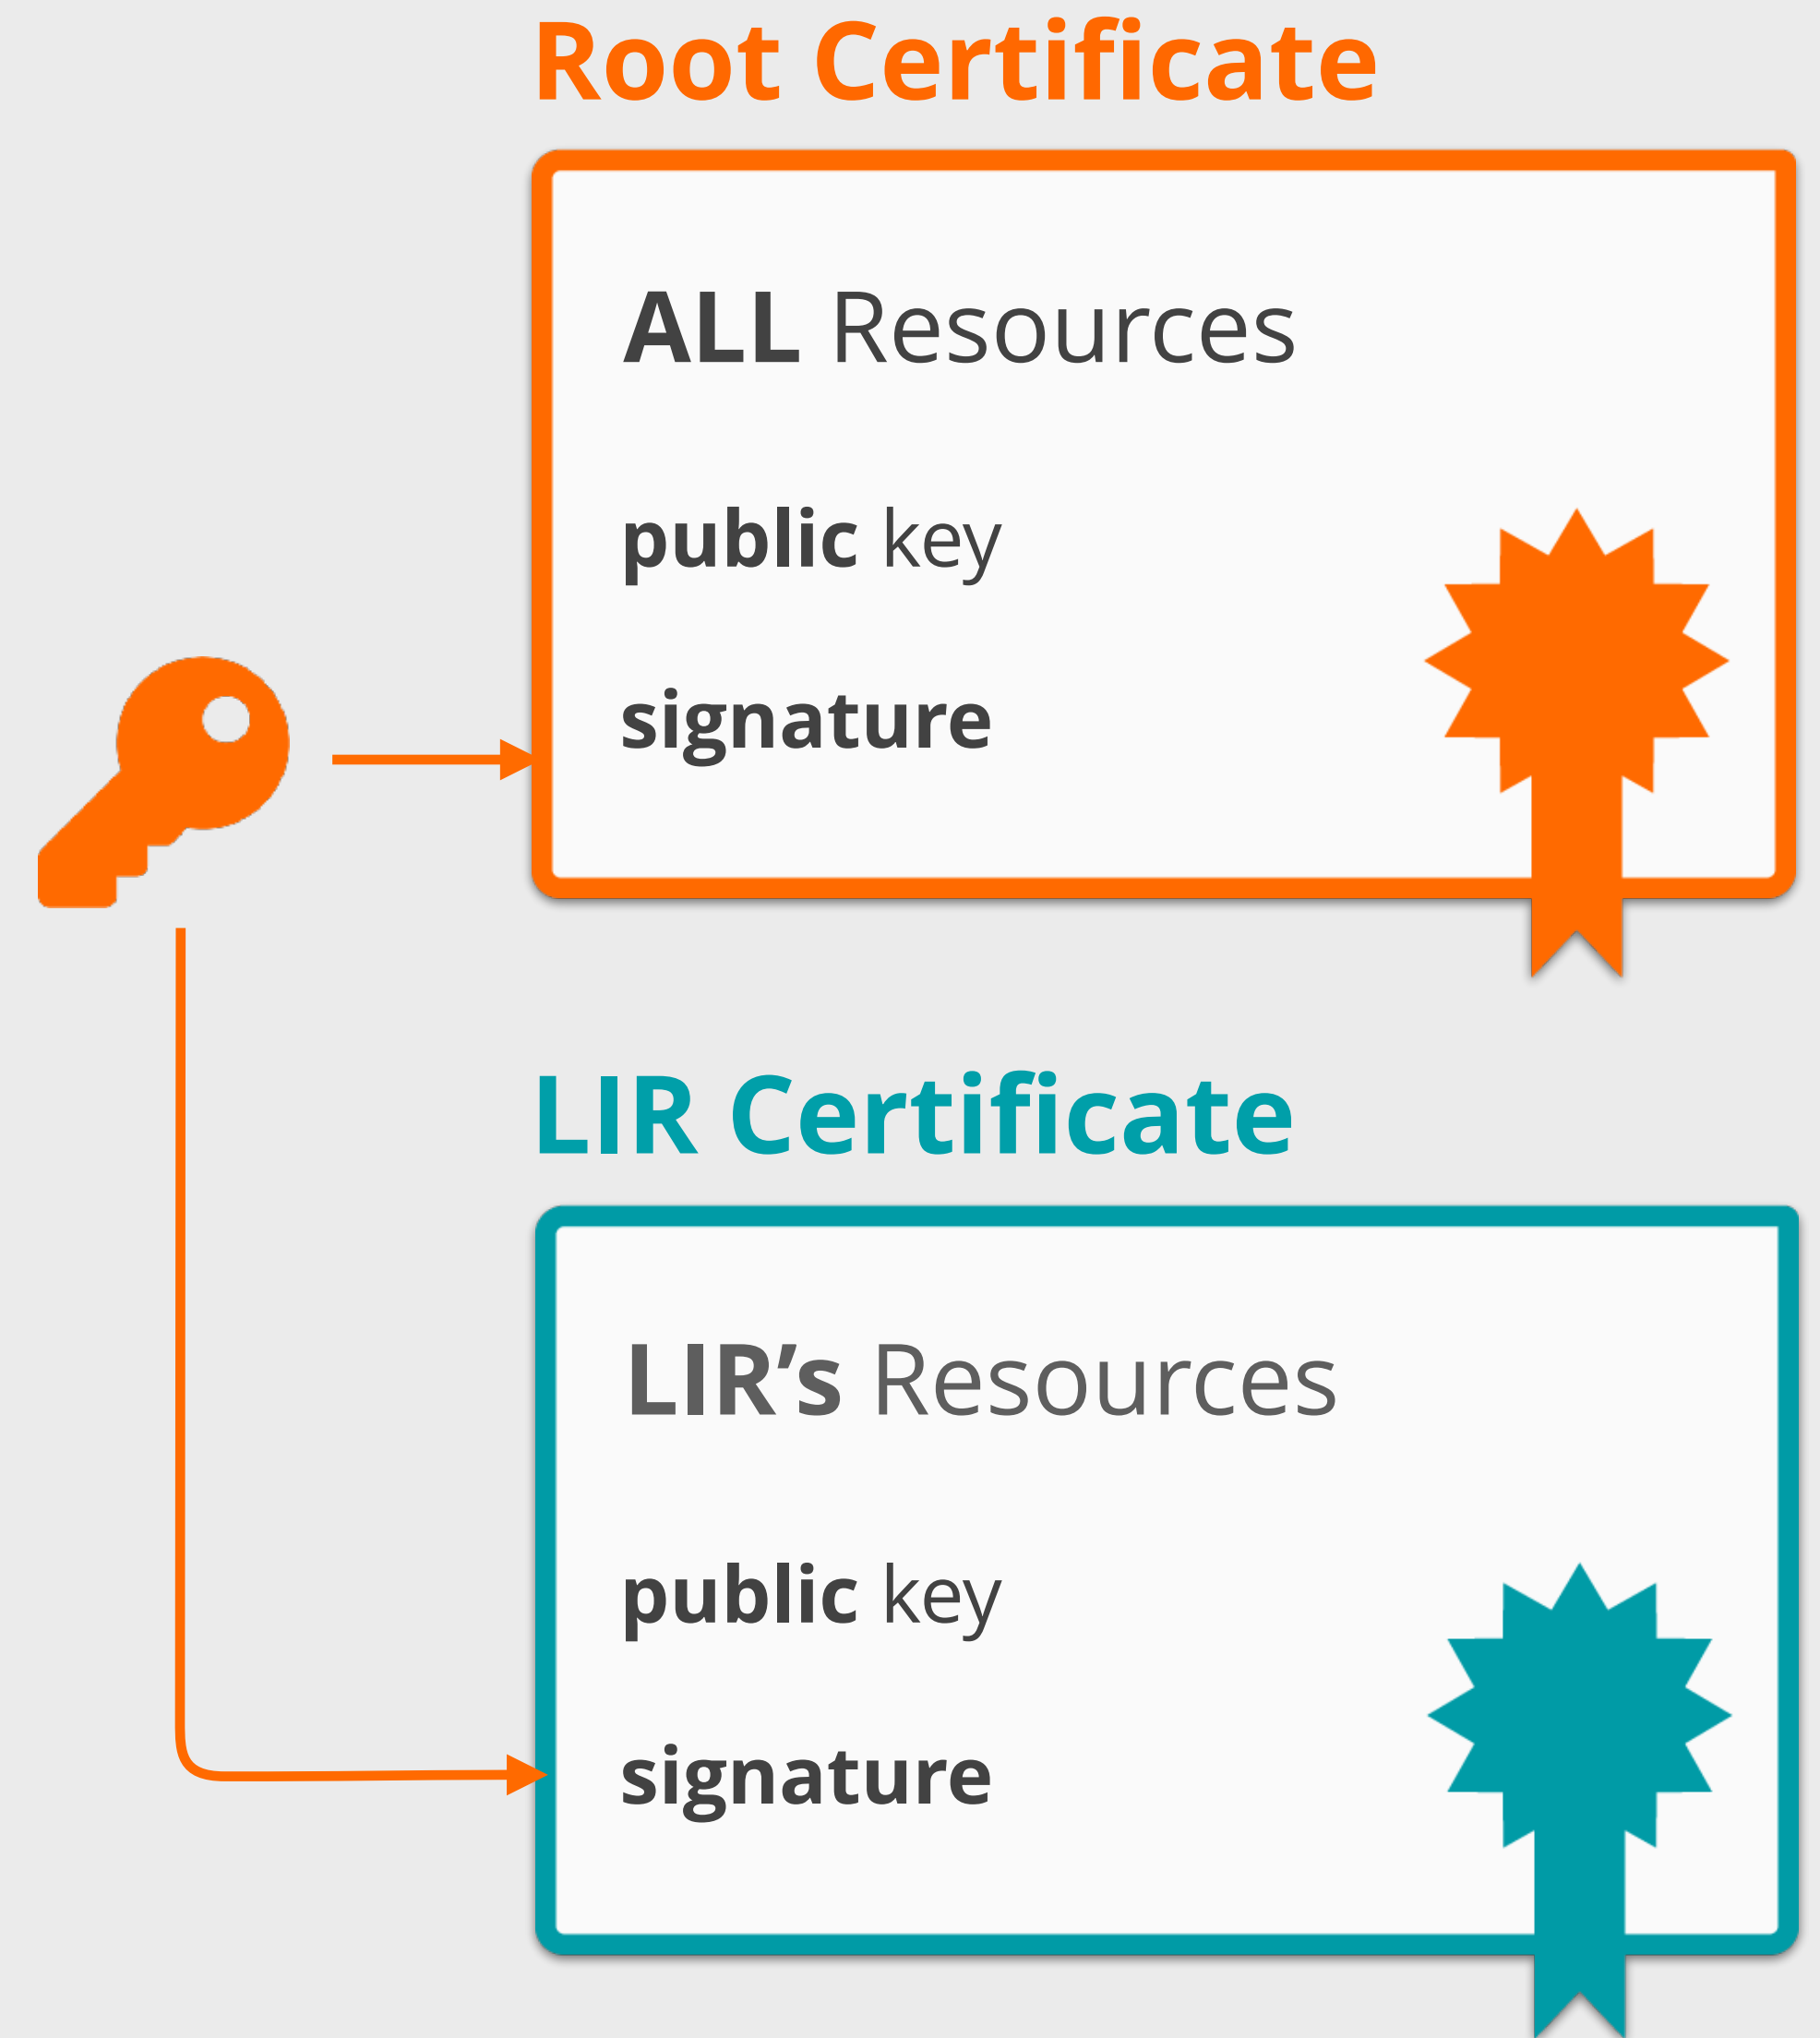 Root Certificate
ALL Resources
public key
signature
LIR Certificate
LIR’s Resources
public key
signature